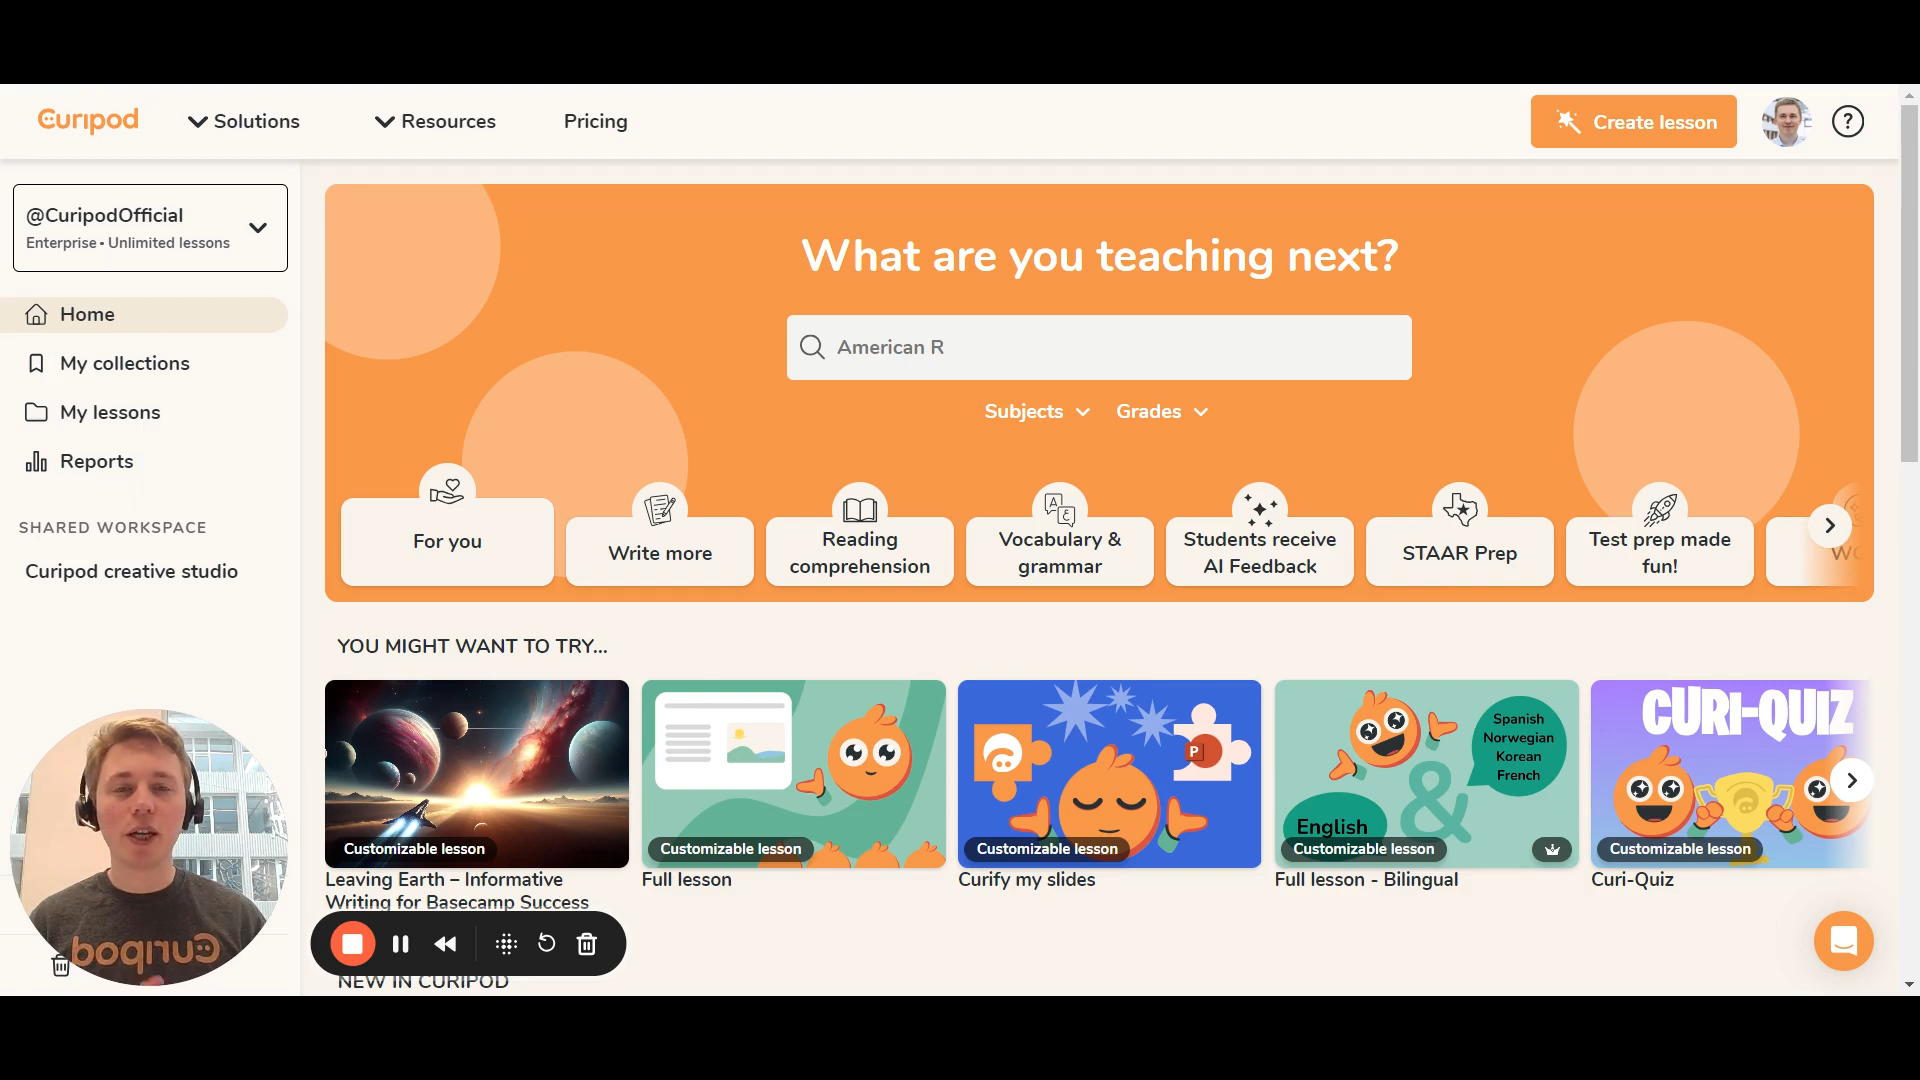 Curipod
Solutions
Resources
Pricing
Create lesson
?
@CuripodOfficial
Enterprise • Unlimited lessons
Home
My collections
My lessons
Reports
SHARED WORKSPACE
Curipod creative studio
What are you teaching next?
American R
Subjects
Grades
For you
Write more
Reading
comprehension
Vocabulary &
grammar
Students receive
AI Feedback
STAAR Prep
Test prep made
fun!
YOU MIGHT WANT TO TRY...
Customizable lesson
Leaving Earth – Informative
Writing for Basecamp Success
Customizable lesson
Full lesson
P
Customizable lesson
Curify my slides
Spanish
Norwegian
Korean
French
&
English
Customizable lesson
Full lesson - Bilingual
CURI-QUIZ
Customizable lesson
Curi-Quiz
Curipod
NEW IN CURIPOD